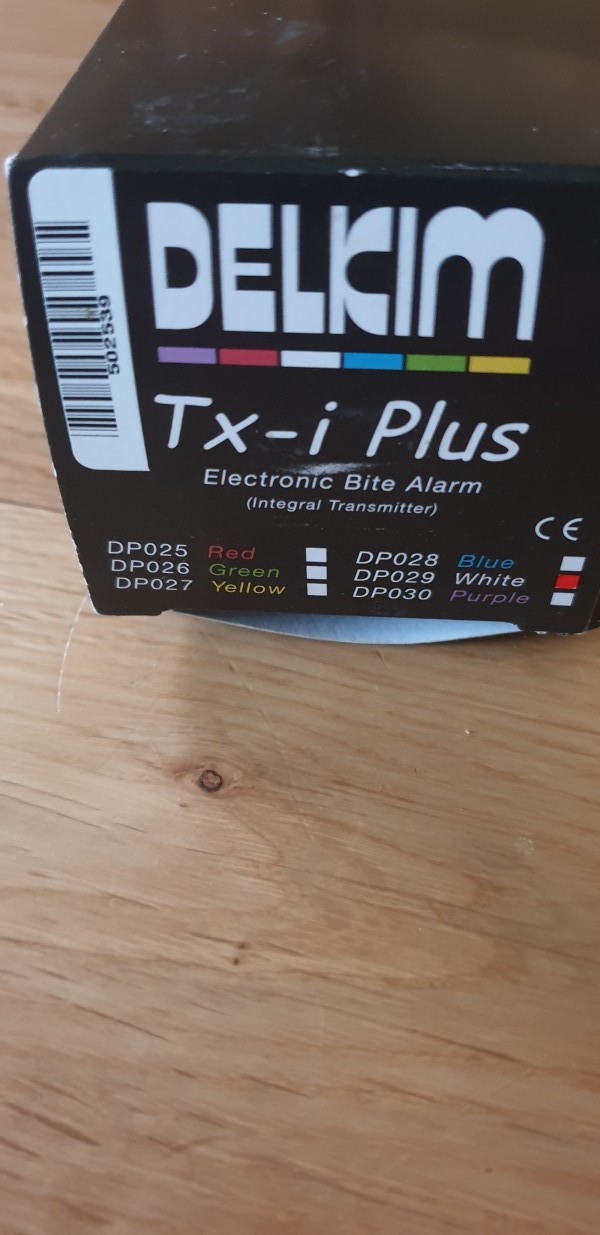 DELKIM
Tx-i Plus
Electronic Bite Alarm
(Integral Transmitter)
CE
DP025 Red
DP026 Green
DP027 Yellow
DP028 Blue
DP029 White
DP030 Purple
502539